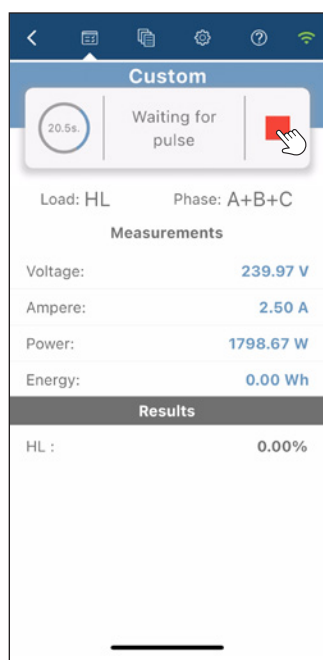 Custom
20.5s.
Waiting for
pulse
Load: HL Phase: A+B+C
Measurements
Voltage: 239.97 V
Ampere: 2.50 A
Power: 1798.67 W
Energy: 0.00 Wh
Results
HL : 0.00%